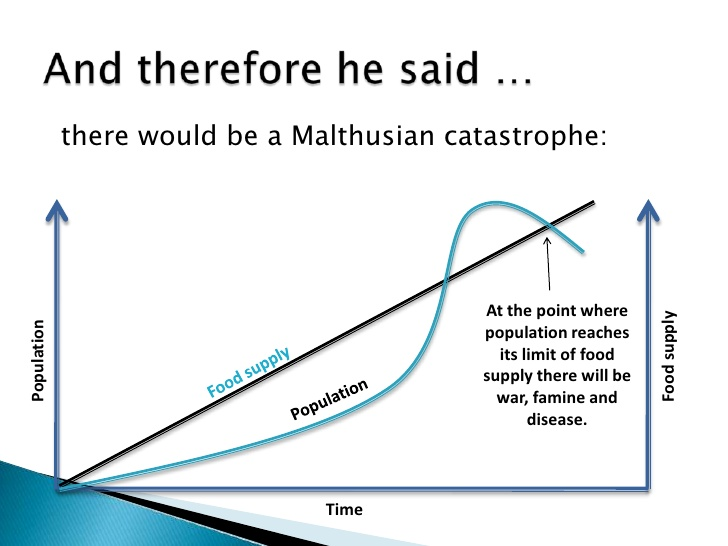 And therefore he said ...
there would be a Malthusian catastrophe:
Population
Food supply
Population
At the point where
population reaches
its limit of food
supply there will be
war, famine and
disease.
Food supply
Time